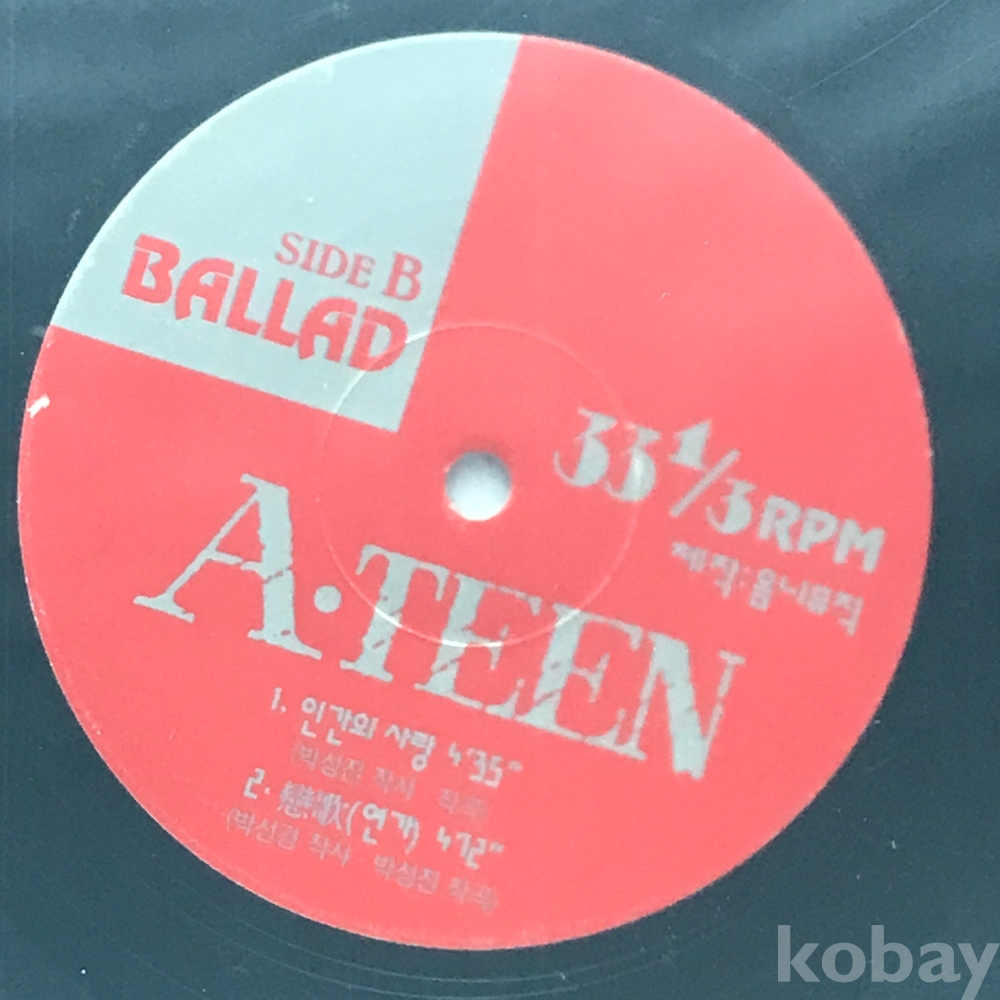 SIDE B
BALLAD
33 1/3 RPM
제작:옴니뮤직
A·TEEN
1. 인간의 사랑 4'35"
(박성진 작사 작곡)
2. 戀歌(연가) 4'12"
(박선경 작사 박성진 작곡)
kobay